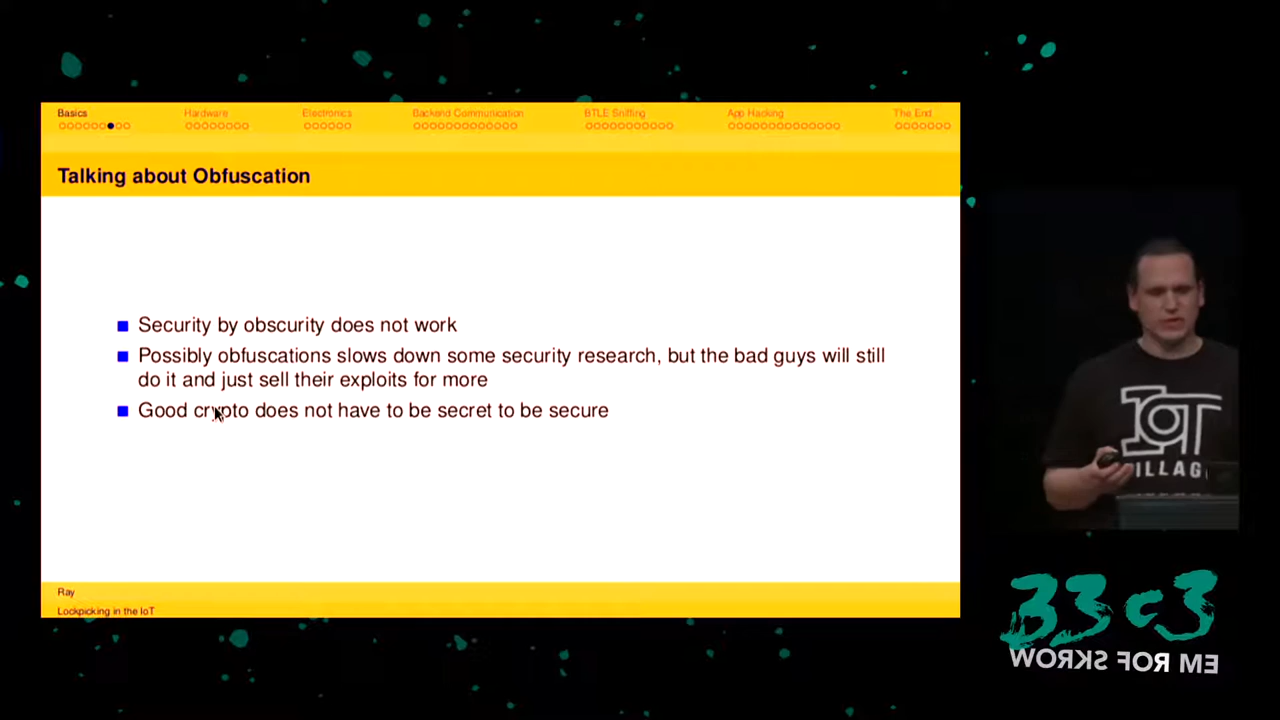 Basics
Hardware
Electronics
Backend Communication
BTLE Sniffing
App Hacking
The End
Talking about Obfuscation
Security by obscurity does not work
Possibly obfuscations slows down some security research, but the bad guys will still
do it and just sell their exploits for more
Good crypto does not have to be secret to be secure
Ray
Lockpicking in the IoT
IoT
VILLAG
33c3
WORKS FOR ME